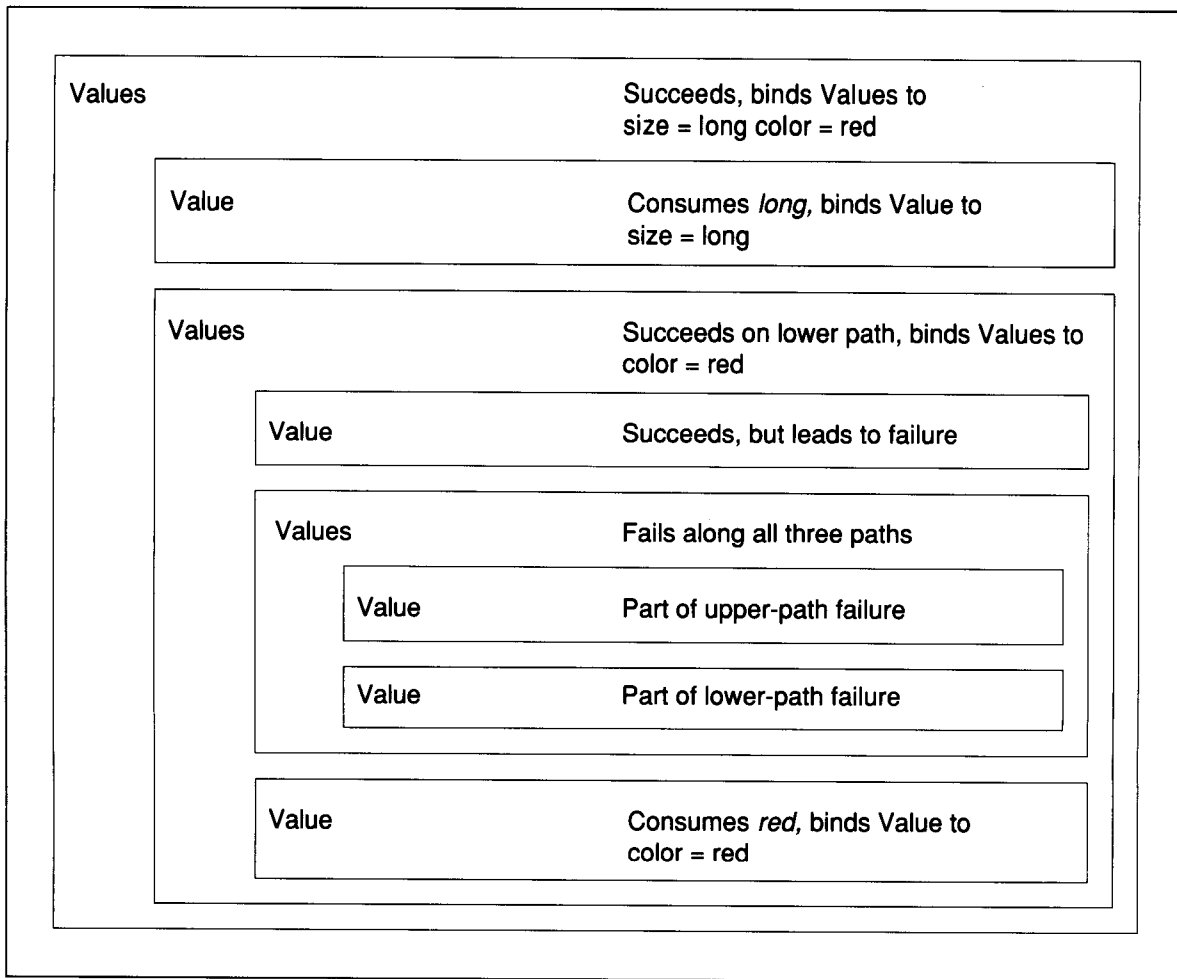 Values
Succeeds, binds Values to
size = long color = red
Value
Consumes long, binds Value to
size = long
Values
Succeeds on lower path, binds Values to
color = red
Value
Succeeds, but leads to failure
Values
Fails along all three paths
Value
Part of upper-path failure
Value
Part of lower-path failure
Value
Consumes red, binds Value to
color = red